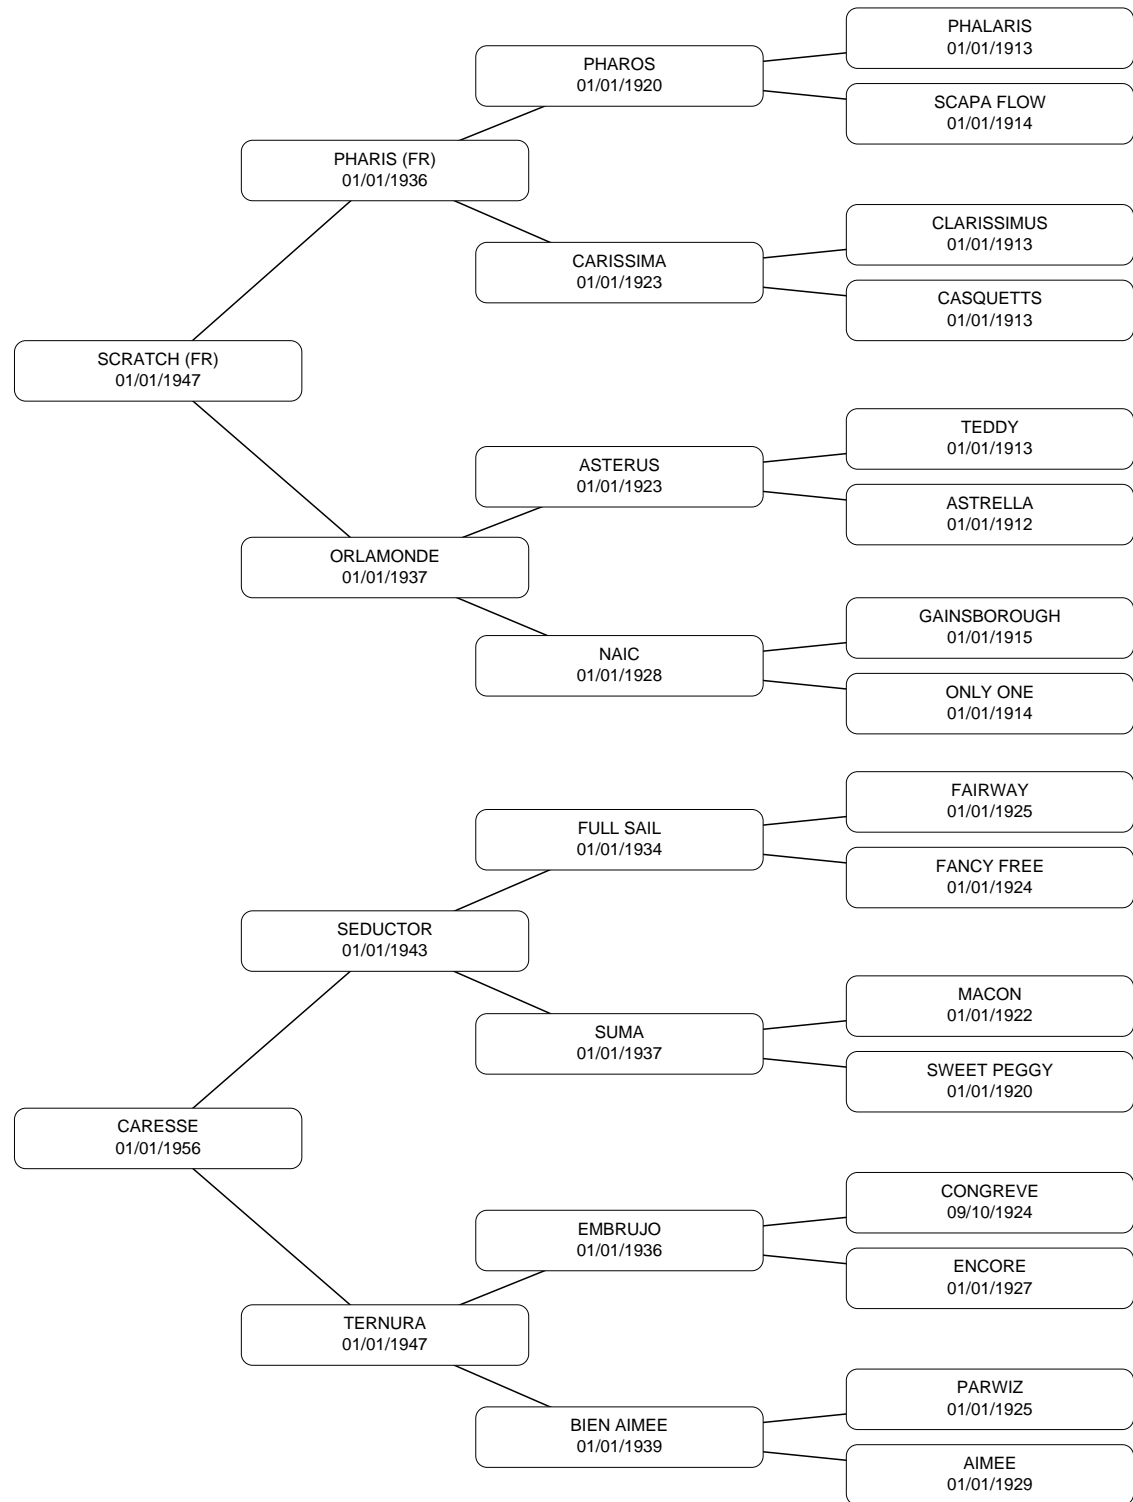 PHALARIS
01/01/1913
PHAROS
01/01/1920
SCAPA FLOW
01/01/1914
PHARIS (FR)
01/01/1936
CLARISSIMUS
01/01/1913
CARISSIMA
01/01/1923
CASQUETTS
01/01/1913
SCRATCH (FR)
01/01/1947
TEDDY
01/01/1913
ASTERUS
01/01/1923
ASTRELLA
01/01/1912
ORLAMONDE
01/01/1937
GAINSBOROUGH
01/01/1915
NAIC
01/01/1928
ONLY ONE
01/01/1914
FAIRWAY
01/01/1925
FULL SAIL
01/01/1934
FANCY FREE
01/01/1924
SEDUCTOR
01/01/1943
MACON
01/01/1922
SUMA
01/01/1937
SWEET PEGGY
01/01/1920
CARESSE
01/01/1956
CONGREVE
09/10/1924
EMBRUJO
01/01/1936
ENCORE
01/01/1927
TERNURA
01/01/1947
PARWIZ
01/01/1925
BIEN AIMEE
01/01/1939
AIMEE
01/01/1929